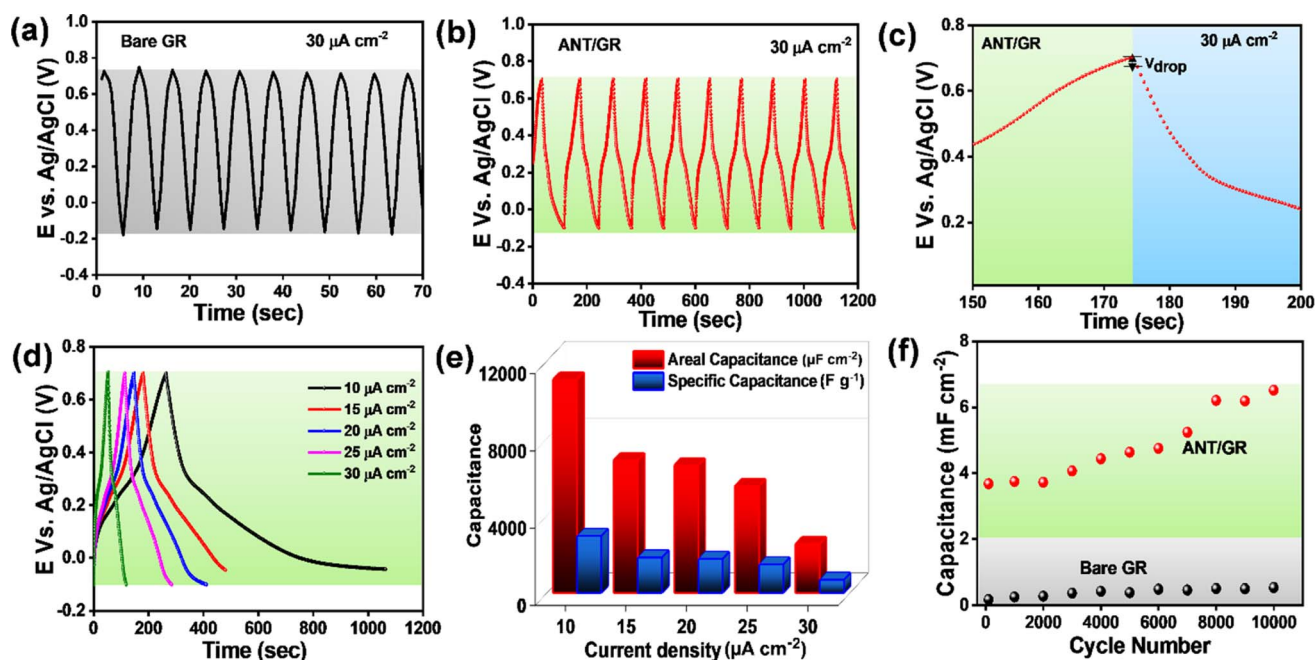 (a)
Bare GR
30 µA cm⁻²
E vs. Ag/AgCl (V)
1.0
0.8
0.6
0.4
0.2
0.0
-0.2
-0.4
0 10 20 30 40 50 60 70
Time (sec)
(b)
ANT/GR
30 µA cm⁻²
E Vs. Ag/AgCl (V)
1.0
0.8
0.6
0.4
0.2
0.0
-0.2
-0.4
0 200 400 600 800 1000 1200
Time (sec)
(c)
ANT/GR
30 µA cm⁻²
Vdrop
E Vs. Ag/AgCl (V)
0.8
0.6
0.4
0.2
150 160 170 180 190 200
Time (sec)
(d)
10 µA cm⁻²
15 µA cm⁻²
20 µA cm⁻²
25 µA cm⁻²
30 µA cm⁻²
E Vs. Ag/AgCl (V)
0.8
0.6
0.4
0.2
0.0
-0.2
0 200 400 600 800 1000 1200
Time (sec)
(e)
Areal Capacitance (µF cm⁻²)
Specific Capacitance (F g⁻¹)
Capacitance
12000
8000
4000
0
10 15 20 25 30
Current density (µA cm⁻²)
(f)
ANT/GR
Bare GR
Capacitance (mF cm⁻²)
8
6
4
2
0
0 2000 4000 6000 8000 10000
Cycle Number